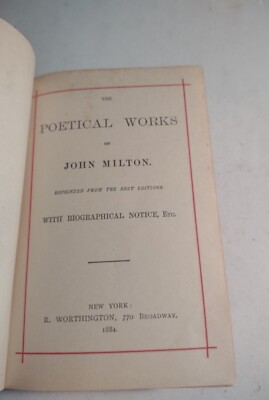 THE
POETICAL WORKS
OF
JOHN MILTON.
REPRINTED FROM THE BEST EDITIONS
WITH BIOGRAPHICAL NOTICE, ETC.
NEW YORK:
R. WORTHINGTON, 770 BROADWAY,
1884.